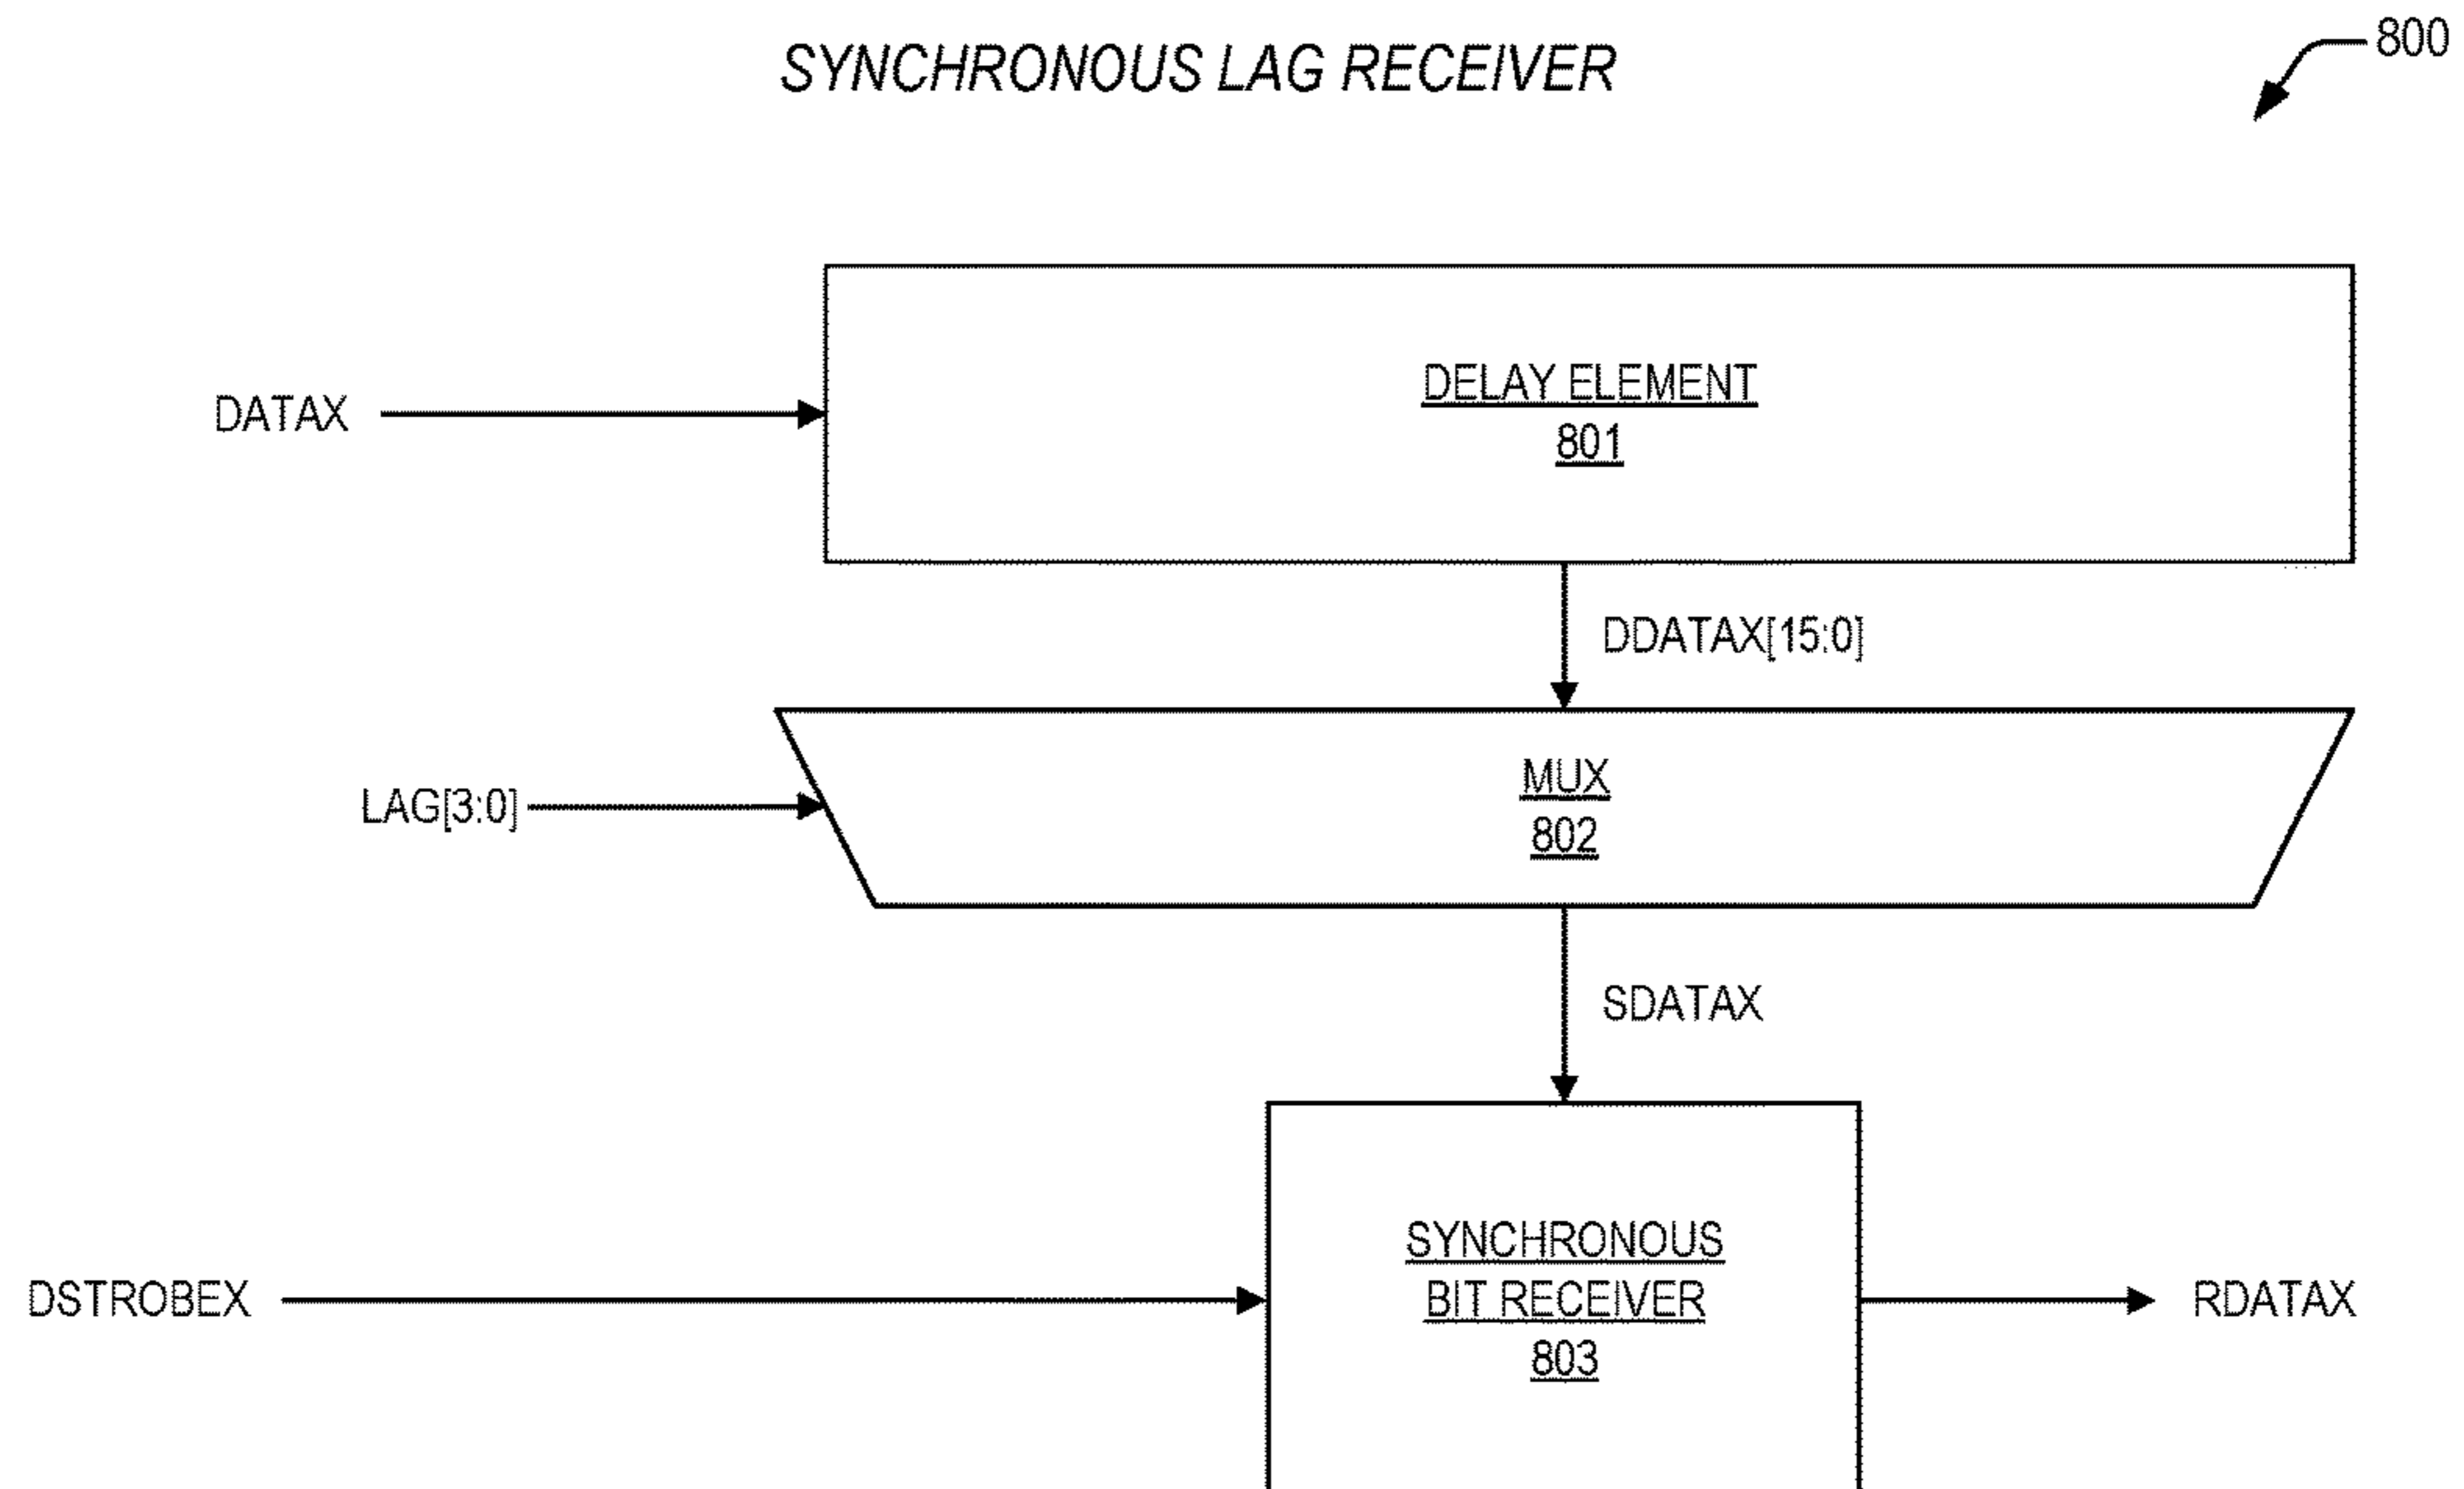 800
SYNCHRONOUS LAG RECEIVER
DATAX
DELAY ELEMENT
801
DDATAX[15:0]
LAG[3:0]
MUX
802
SDATAX
DSTROBEX
SYNCHRONOUS
BIT RECEIVER
803
RDATAX